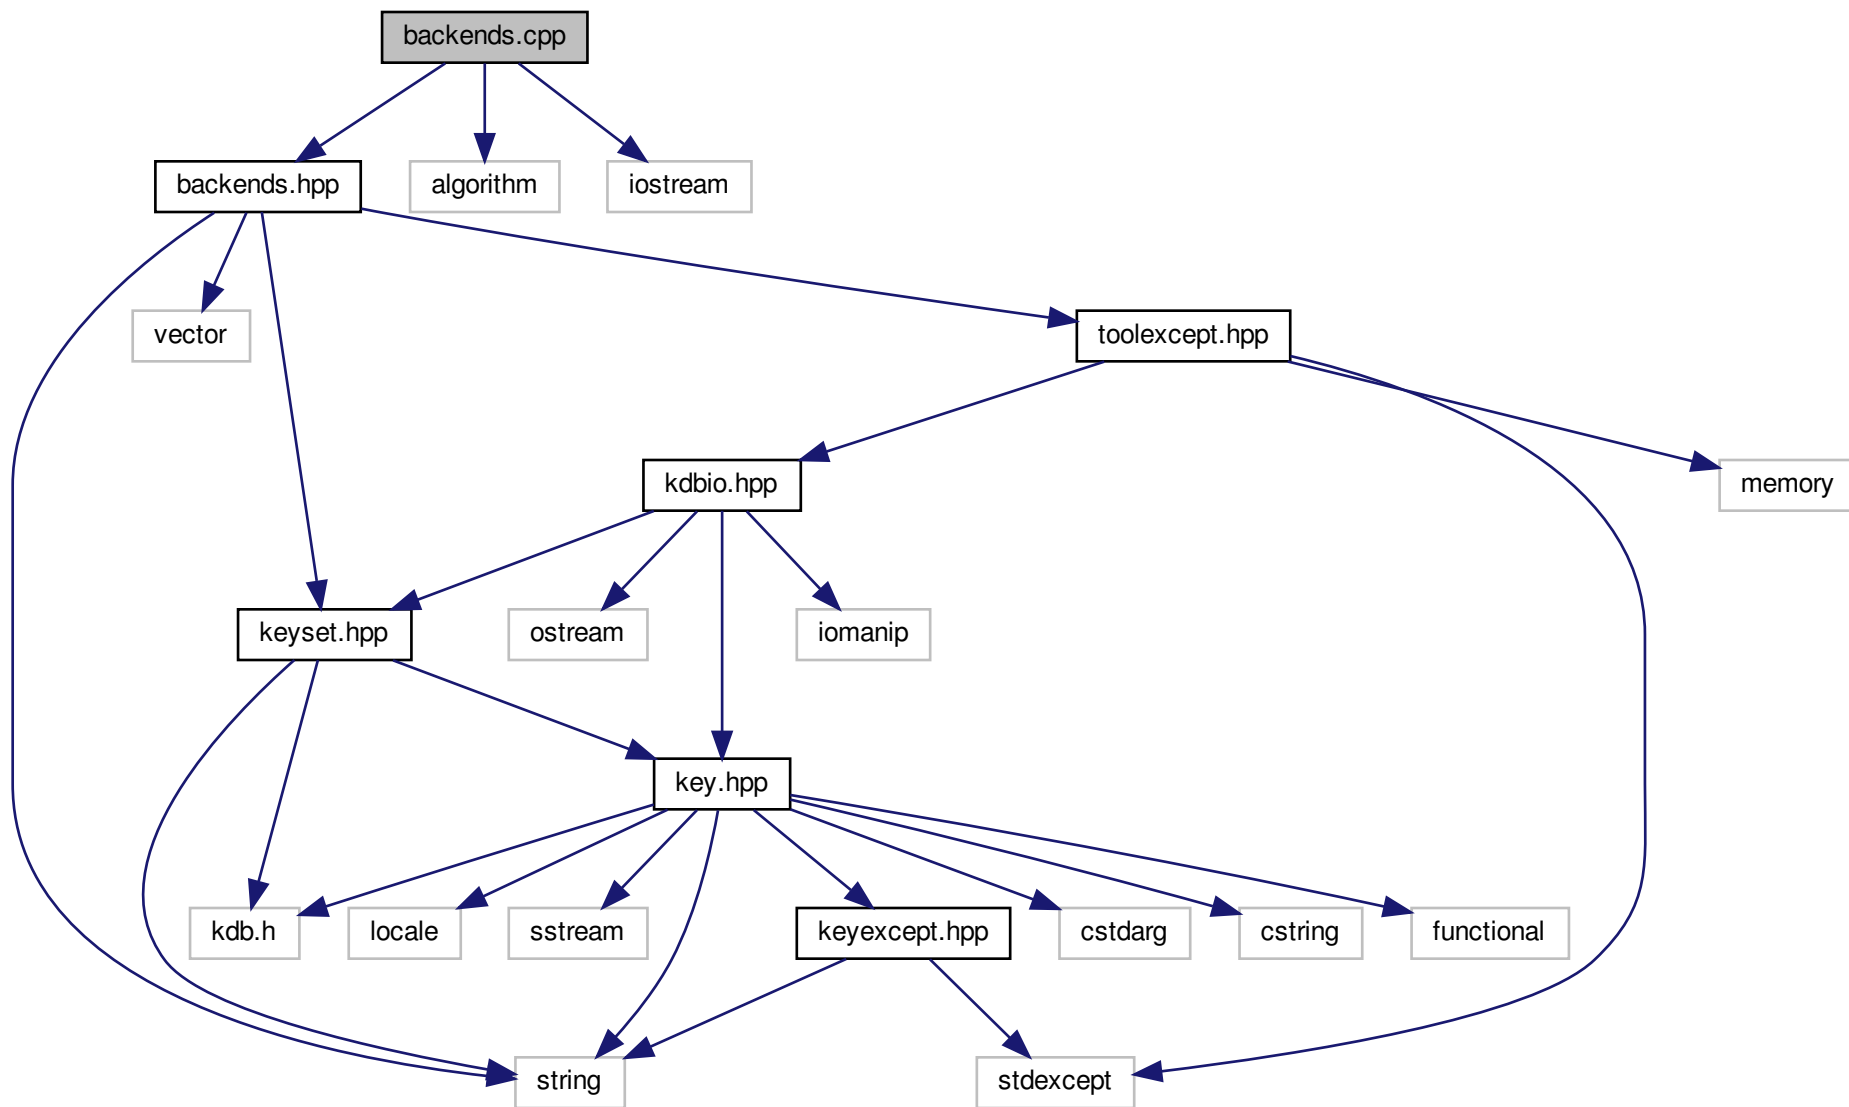 backends.cpp
backends.hpp
algorithm
iostream
vector
toolexcept.hpp
kdbio.hpp
memory
keyset.hpp
ostream
iomanip
key.hpp
kdb.h
locale
sstream
keyexcept.hpp
cstdarg
cstring
functional
string
stdexcept